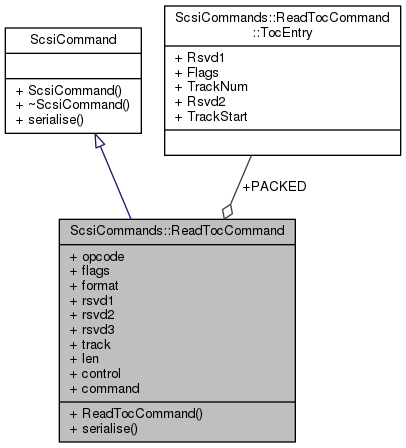 ScsiCommand
+ ScsiCommand()
+ ~ScsiCommand()
+ serialise()
ScsiCommands::ReadTocCommand
::TocEntry
+ Rsvd1
+ Flags
+ TrackNum
+ Rsvd2
+ TrackStart
+PACKED
ScsiCommands::ReadTocCommand
+ opcode
+ flags
+ format
+ rsvd1
+ rsvd2
+ rsvd3
+ track
+ len
+ control
+ command
+ ReadTocCommand()
+ serialise()